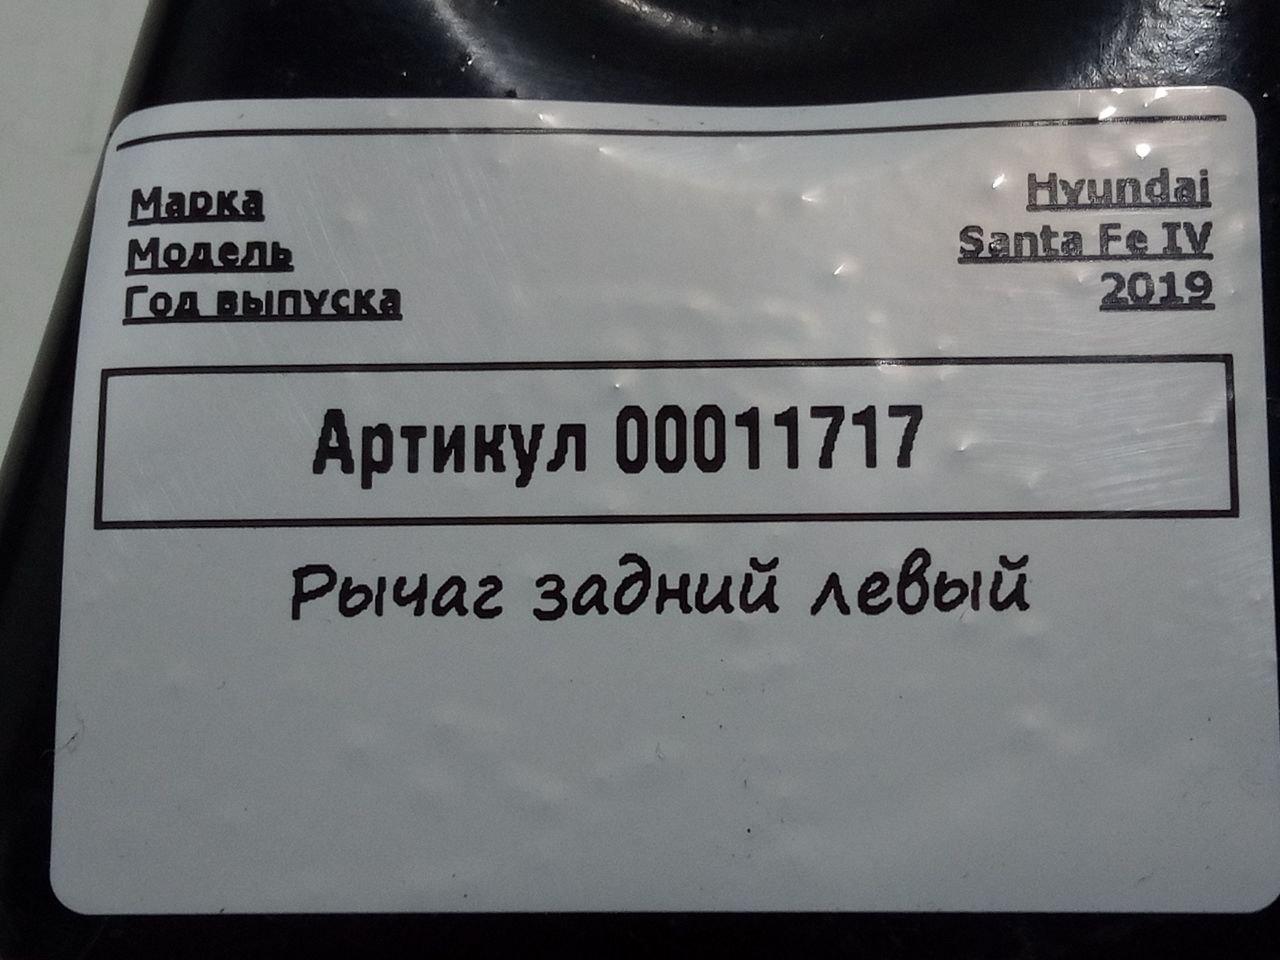 Марка Hyundai
Модель Santa Fe IV
Год выпуска 2019
Артикул 00011717
Рычаг задний левый